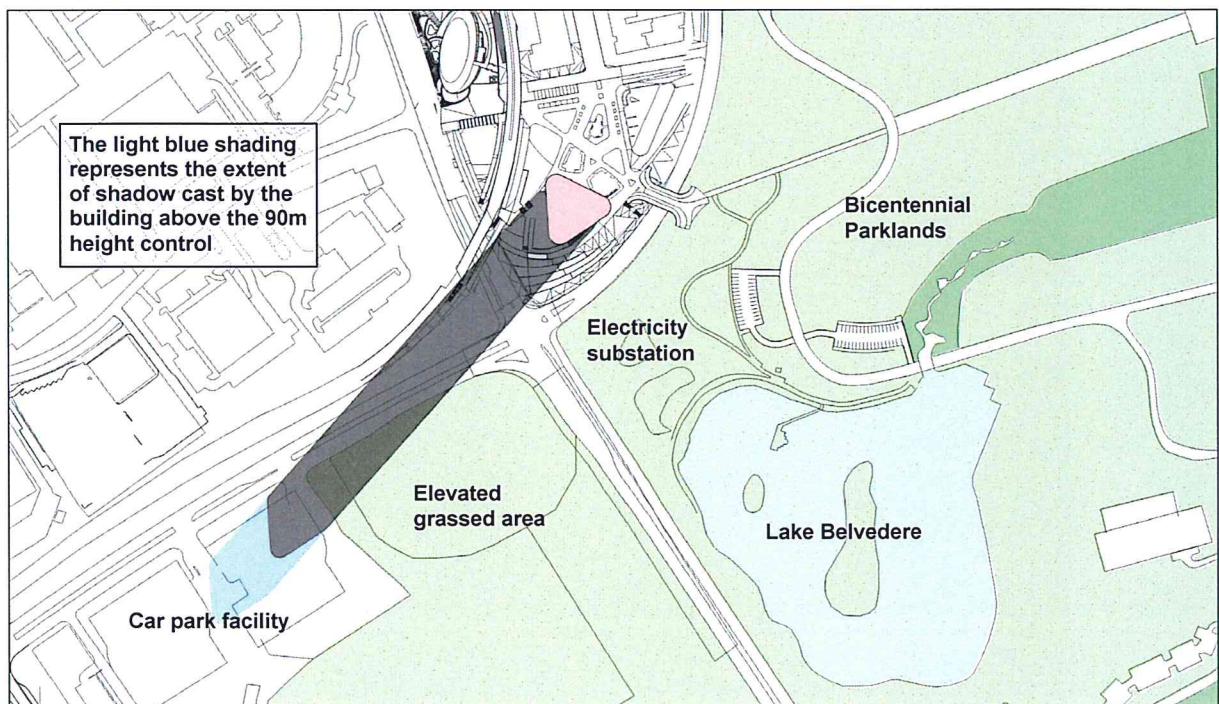 The light blue shading
represents the extent
of shadow cast by the
building above the 90m
height control
Bicentennial
Parklands
Electricity
substation
Elevated
grassed area
Lake Belvedere
Car park facility